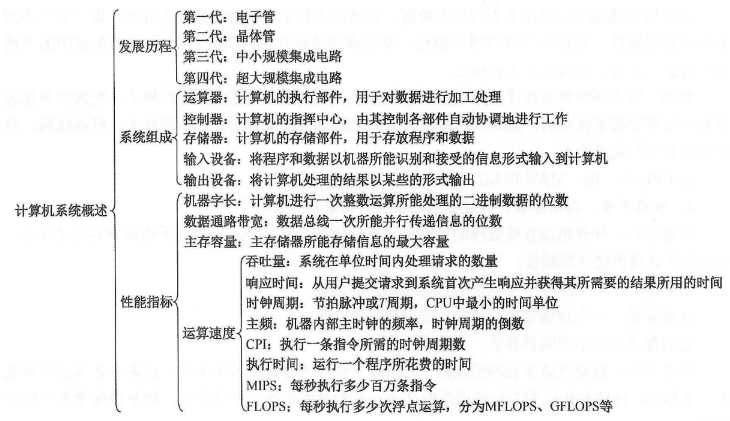 第一代：电子管
第二代：晶体管
发展历程
第三代：中小规模集成电路
第四代：超大规模集成电路
运算器：计算机的执行部件，用于对数据进行加工处理
控制器：计算机的指挥中心，由其控制各部件自动协调地进行工作
系统组成
存储器：计算机的存储部件，用于存放程序和数据
输入设备：将程序和数据以机器所能识别和接受的信息形式输入到计算机
输出设备：将计算机处理的结果以某些的形式输出
计算机系统概述
机器字长：计算机进行一次整数运算所能处理的二进制数据的位数
数据通路带宽：数据总线一次所能并行传递信息的位数
主存容量：主存储器所能存储信息的最大容量
性能指标
吞吐量：系统在单位时间内处理请求的数量
响应时间：从用户提交请求到系统首次产生响应并获得其所需要的结果所用的时间
时钟周期：节拍脉冲或T周期，CPU中最小的时间单位
运算速度
主频：机器内部主时钟的频率，时钟周期的倒数
CPI：执行一条指令所需的时钟周期数
执行时间：运行一个程序所花费的时间
MIPS：每秒执行多少百万条指令
FLOPS：每秒执行多少次浮点运算，分为MFLOPS、GFLOPS等